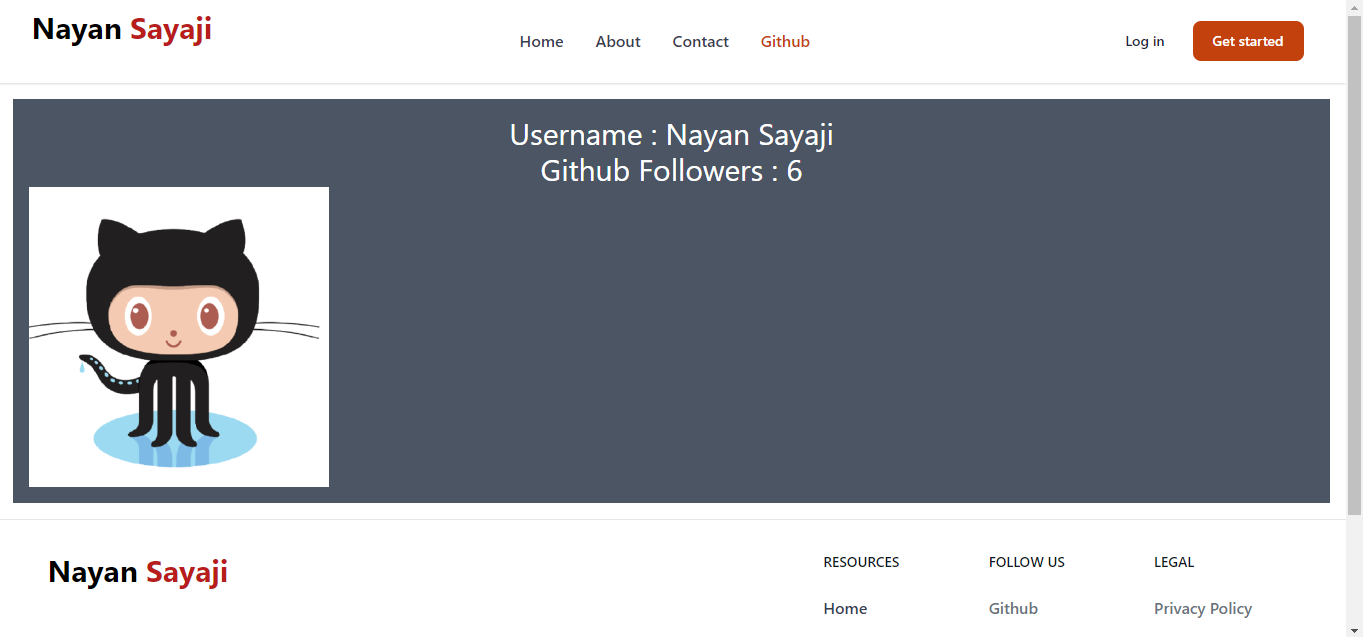 Nayan Sayaji
Home About Contact Github
Log in Get started
Username : Nayan Sayaji
Github Followers : 6
Nayan Sayaji
RESOURCES FOLLOW US LEGAL
Home Github Privacy Policy